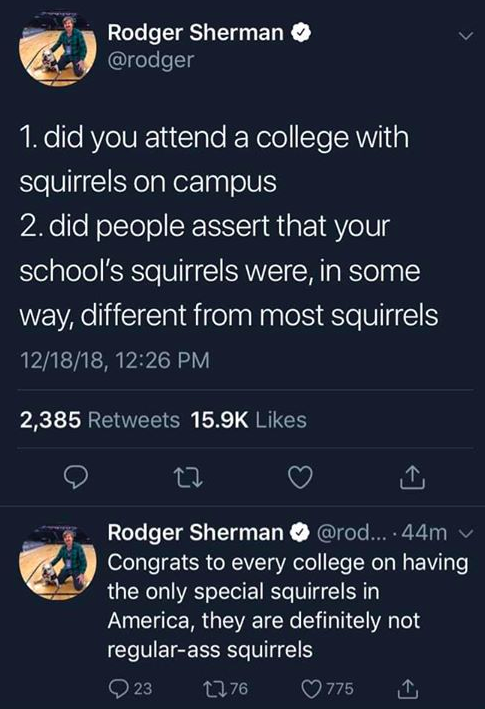 Rodger Sherman
@rodger
1. did you attend a college with
squirrels on campus
2. did people assert that your
school's squirrels were, in some
way, different from most squirrels
12/18/18, 12:26 PM
2,385 Retweets 15.9K Likes
Rodger Sherman @rod... · 44m
Congrats to every college on having
the only special squirrels in
America, they are definitely not
regular-ass squirrels
23 76 775